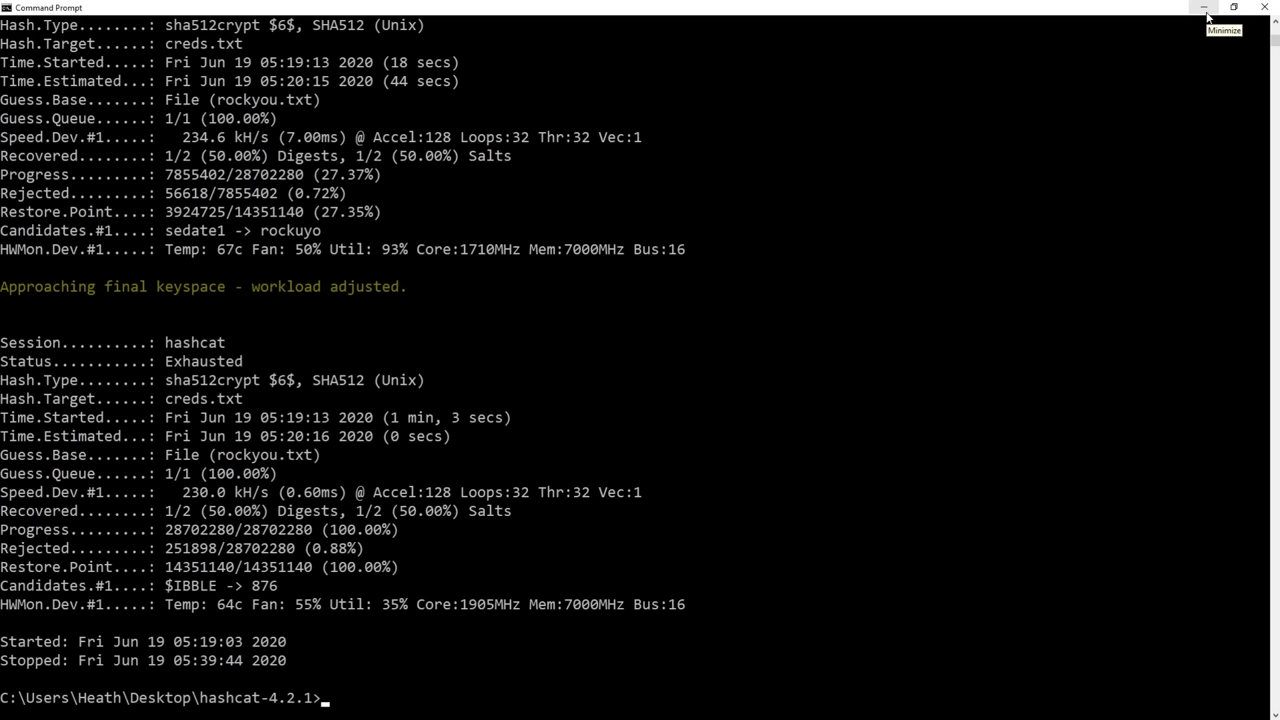 Command Prompt
Minimize
Hash.Type........: sha512crypt $6$, SHA512 (Unix)
Hash.Target......: creds.txt
Time.Started.....: Fri Jun 19 05:19:13 2020 (18 secs)
Time.Estimated...: Fri Jun 19 05:20:15 2020 (44 secs)
Guess.Base.......: File (rockyou.txt)
Guess.Queue......: 1/1 (100.00%)
Speed.Dev.#1.....:   234.6 kH/s (7.00ms) @ Accel:128 Loops:32 Thr:32 Vec:1
Recovered........: 1/2 (50.00%) Digests, 1/2 (50.00%) Salts
Progress.........: 7855402/28702280 (27.37%)
Rejected.........: 56618/7855402 (0.72%)
Restore.Point....: 3924725/14351140 (27.35%)
Candidates.#1....: sedate1 -> rockuyo
HWMon.Dev.#1.....: Temp: 67c Fan: 50% Util: 93% Core:1710MHz Mem:7000MHz Bus:16
Approaching final keyspace - workload adjusted.
Session..........: hashcat
Status...........: Exhausted
Hash.Type........: sha512crypt $6$, SHA512 (Unix)
Hash.Target......: creds.txt
Time.Started.....: Fri Jun 19 05:19:13 2020 (1 min, 3 secs)
Time.Estimated...: Fri Jun 19 05:20:16 2020 (0 secs)
Guess.Base.......: File (rockyou.txt)
Guess.Queue......: 1/1 (100.00%)
Speed.Dev.#1.....:   230.0 kH/s (0.60ms) @ Accel:128 Loops:32 Thr:32 Vec:1
Recovered........: 1/2 (50.00%) Digests, 1/2 (50.00%) Salts
Progress.........: 28702280/28702280 (100.00%)
Rejected.........: 251898/28702280 (0.88%)
Restore.Point....: 14351140/14351140 (100.00%)
Candidates.#1....: $IBBLE -> 876
HWMon.Dev.#1.....: Temp: 64c Fan: 55% Util: 35% Core:1905MHz Mem:7000MHz Bus:16
Started: Fri Jun 19 05:19:03 2020
Stopped: Fri Jun 19 05:39:44 2020
C:\Users\Heath\Desktop\hashcat-4.2.1>